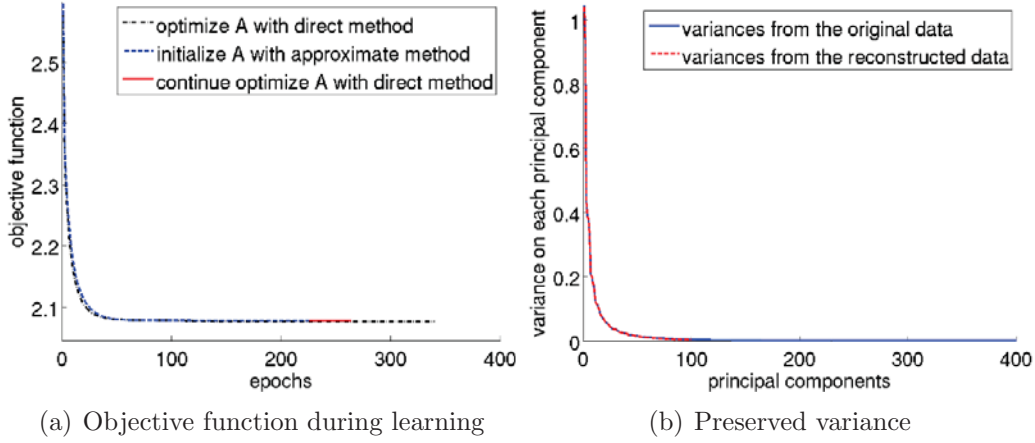 optimize A with direct method
initialize A with approximate method
continue optimize A with direct method
objective function
2.5
2.4
2.3
2.2
2.1
0
100
200
300
400
epochs
(a) Objective function during learning
variances from the original data
variances from the reconstructed data
variance on each principal component
1
0.8
0.6
0.4
0.2
0
0
100
200
300
400
principal components
(b) Preserved variance